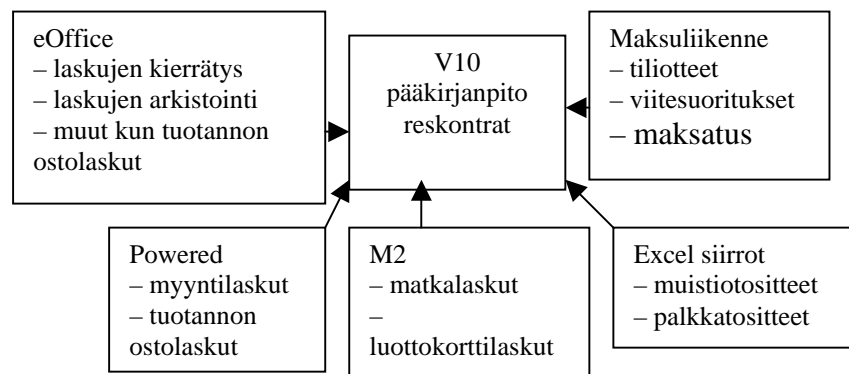 eOffice
– laskujen kierrätys
– laskujen arkistointi
– muut kun tuotannon
ostolaskut
V10
pääkirjanpito
reskontrat
Maksuliikenne
– tiliotteet
– viitesuoritukset
– maksatus
Powered
– myyntilaskut
– tuotannon
ostolaskut
M2
– matkalaskut
–
luottokorttilaskut
Excel siirrot
– muistiotositteet
– palkkatositteet